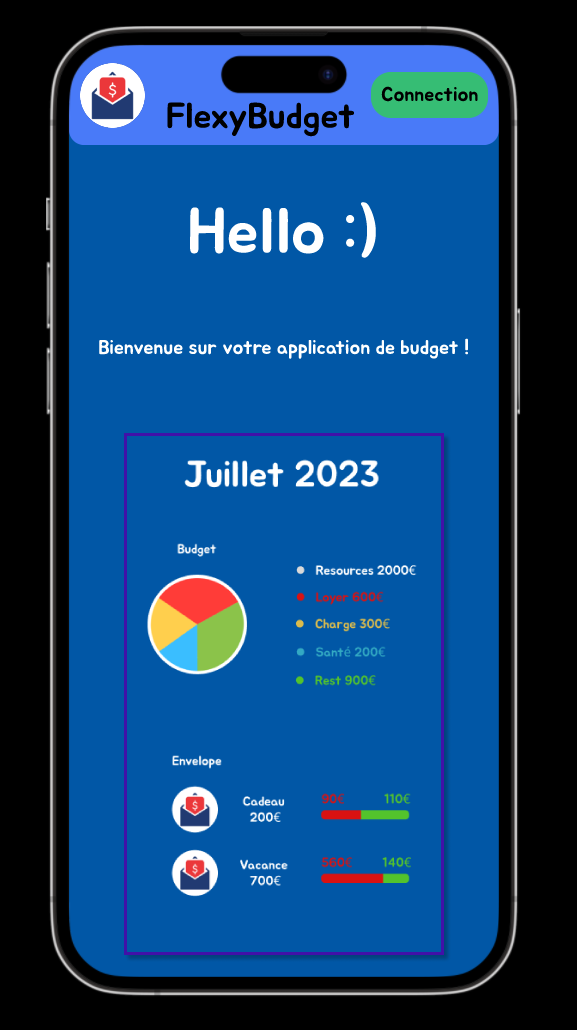 FlexyBudget
Connection
Hello :)
Bienvenue sur votre application de budget !
Juillet 2023
Budget
Resources 2000€
Loyer 600€
Charge 300€
Santé 200€
Rest 900€
Envelope
Cadeau
200€
90€ 110€
Vacance
700€
560€ 140€